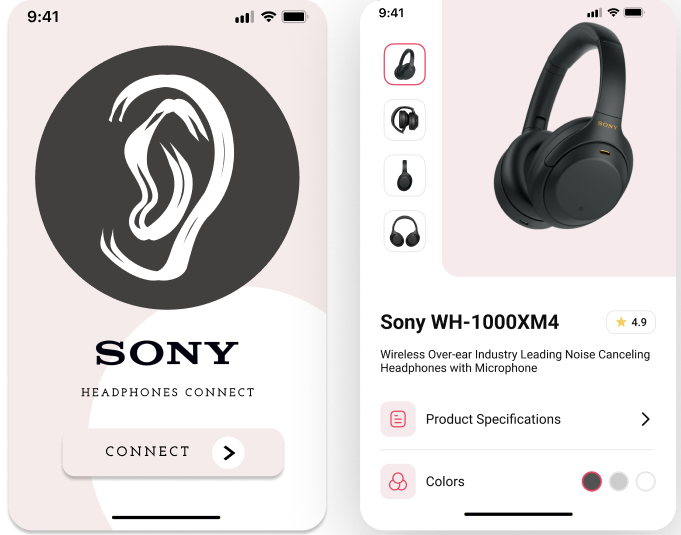 9:41
SONY
HEADPHONES CONNECT
CONNECT
9:41
SONY
Sony WH-1000XM4
4.9
Wireless Over-ear Industry Leading Noise Canceling
Headphones with Microphone
Product Specifications
Colors